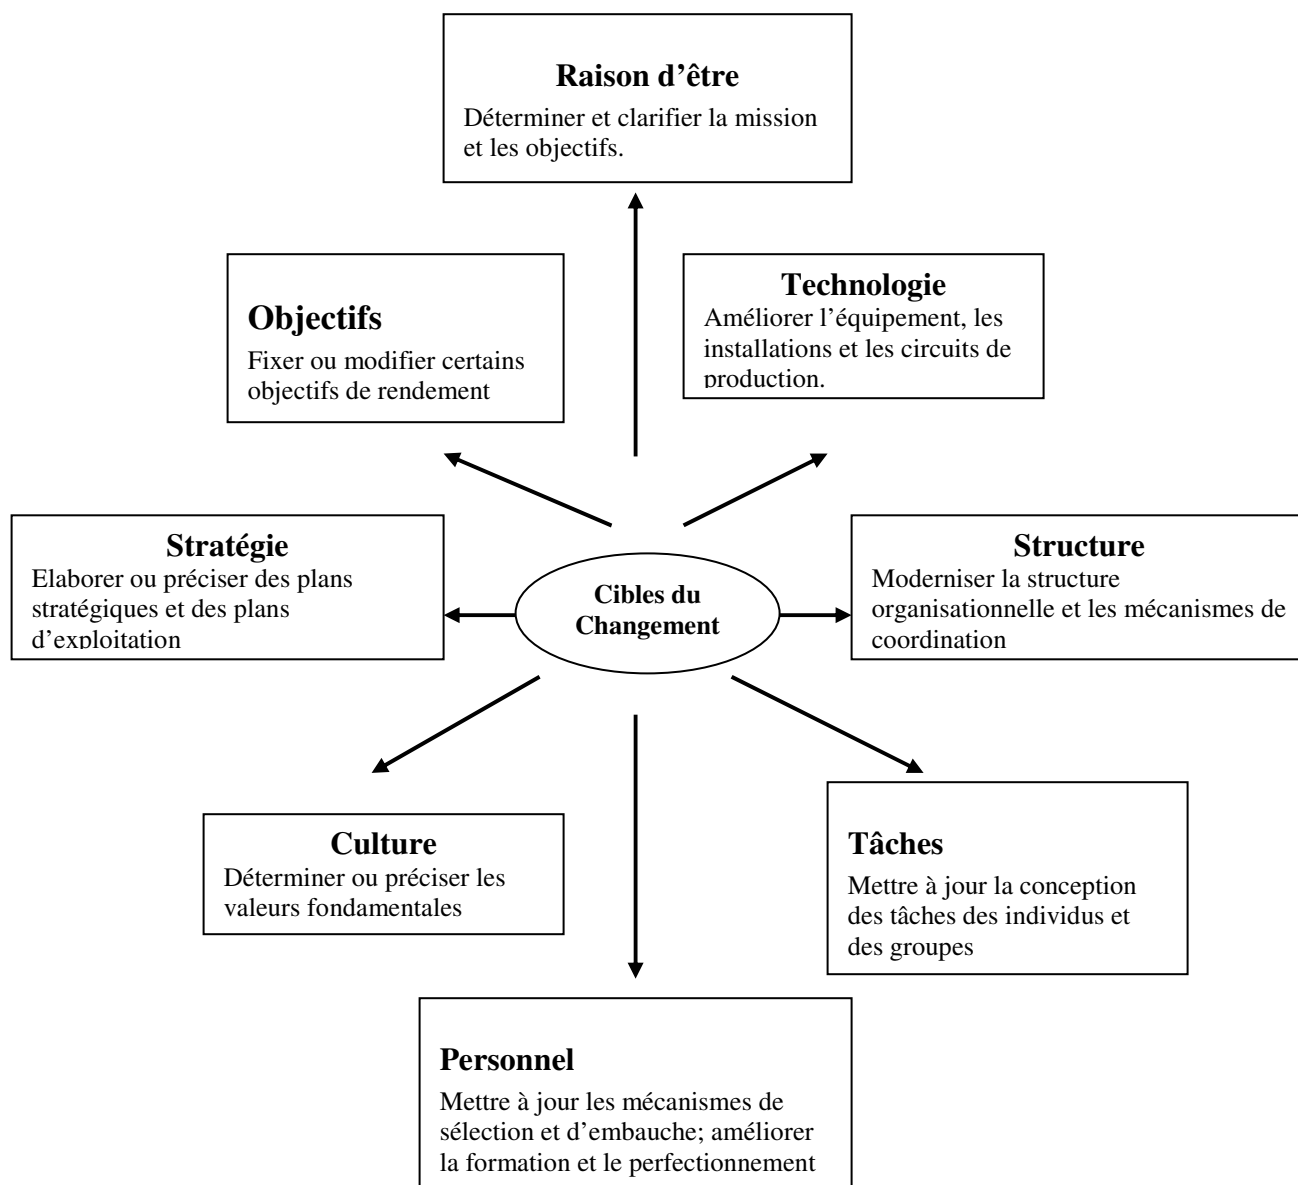 Raison d’être
Déterminer et clarifier la mission
et les objectifs.
Objectifs
Fixer ou modifier certains
objectifs de rendement
Technologie
Améliorer l’équipement, les
installations et les circuits de
production.
Stratégie
Elaborer ou préciser des plans
stratégiques et des plans
d’exploitation
Cibles du
Changement
Structure
Moderniser la structure
organisationnelle et les mécanismes de
coordination
Culture
Déterminer ou préciser les
valeurs fondamentales
Tâches
Mettre à jour la conception
des tâches des individus et
des groupes
Personnel
Mettre à jour les mécanismes de
sélection et d’embauche; améliorer
la formation et le perfectionnement